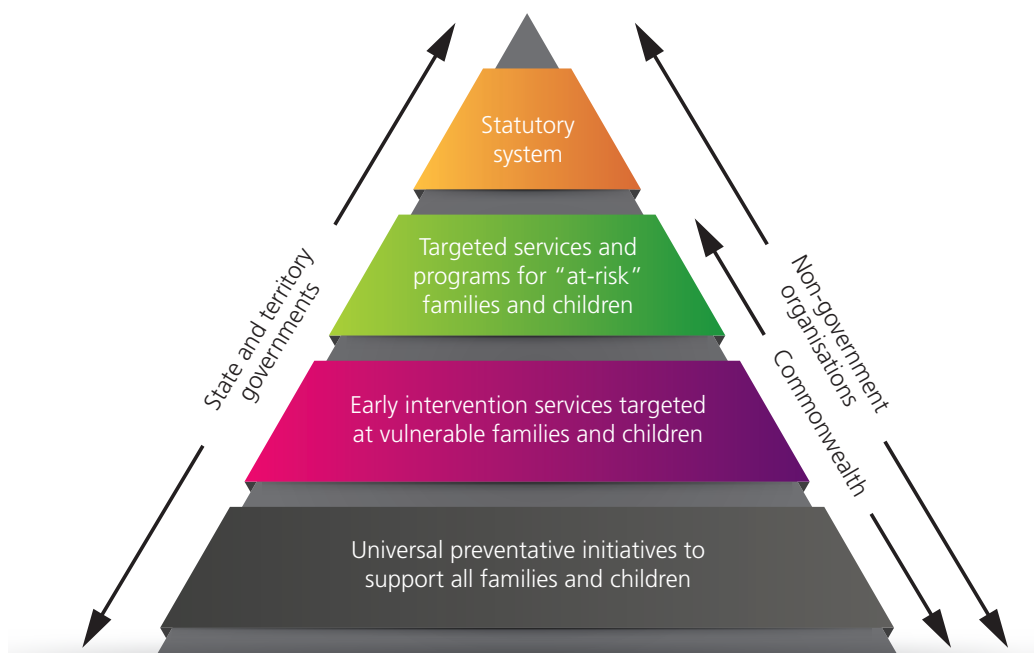 Statutory
system
Targeted services and
programs for “at-risk”
families and children
Early intervention services targeted
at vulnerable families and children
Universal preventative initiatives to
support all families and children
State and territory
governments
Non-government
organisations
Commonwealth